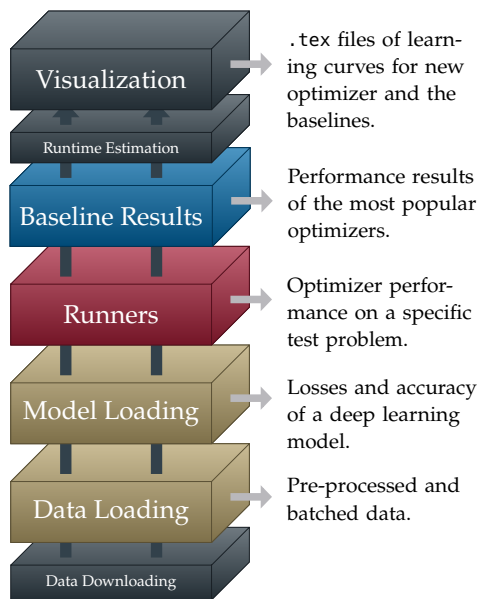 Visualization
.tex files of learn-
ing curves for new
optimizer and the
baselines.
Runtime Estimation
Baseline Results
Performance results
of the most popular
optimizers.
Runners
Optimizer perfor-
mance on a specific
test problem.
Model Loading
Losses and accuracy
of a deep learning
model.
Data Loading
Pre-processed and
batched data.
Data Downloading